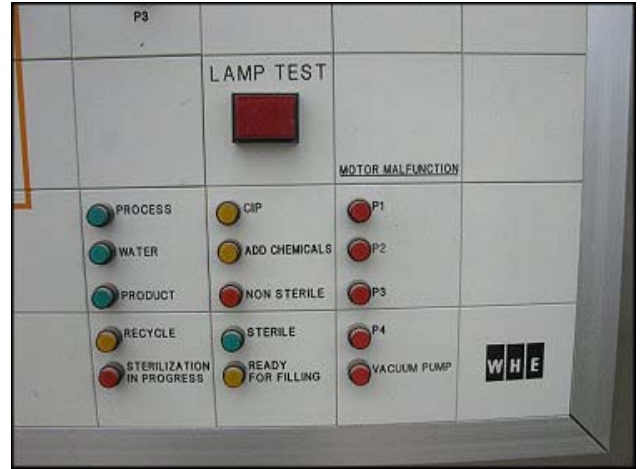 P3
LAMP TEST
MOTOR MALFUNCTION
PROCESS
CIP
P1
WATER
ADD CHEMICALS
P2
PRODUCT
NON STERILE
P3
RECYCLE
STERILE
P4
STERILIZATION
IN PROGRESS
READY
FOR FILLING
VACUUM PUMP
WHE